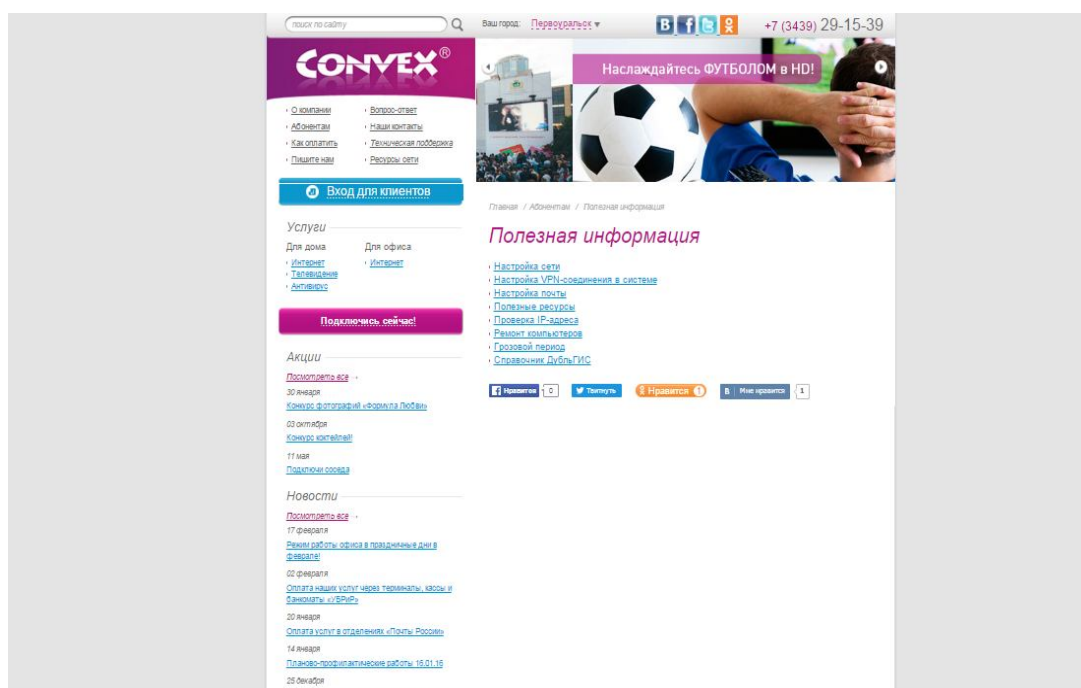 поиск по сайту
Ваш город: Первоуральск
+7 (3439) 29-15-39
CONVEX®
Наслаждайтесь ФУТБОЛОМ в HD!
О компании
Вопрос-ответ
Абонентам
Наши контакты
Как оплатить
Техническая поддержка
Пишите нам
Ресурсы сети
Вход для клиентов
Главная / Абонентам / Полезная информация
Полезная информация
Настройка сети
Настройка VPN-соединения в системе
Настройка почты
Полезные ресурсы
Проверка IP-адреса
Ремонт компьютеров
Грозовой период
Справочник ДубльГИС
Нравится 0
Твитнуть
Нравится
В Мне нравится 1
Услуги
Для дома
Для офиса
Интернет
Интернет
Телевидение
Антивирус
Подключись сейчас!
Акции
Посмотреть все →
30 января
Конкурс фотографий «Формула Любви»
03 октября
Конкурс коктейлей!
11 мая
Подключи соседа
Новости
Посмотреть все →
17 февраля
Режим работы офиса в праздничные дни в
феврале!
02 февраля
Оплата наших услуг через терминалы, кассы и
банкоматы «УБРиР»
20 января
Оплата услуг в отделениях «Почты России»
14 января
Планово-профилактические работы 16.01.16
25 декабря